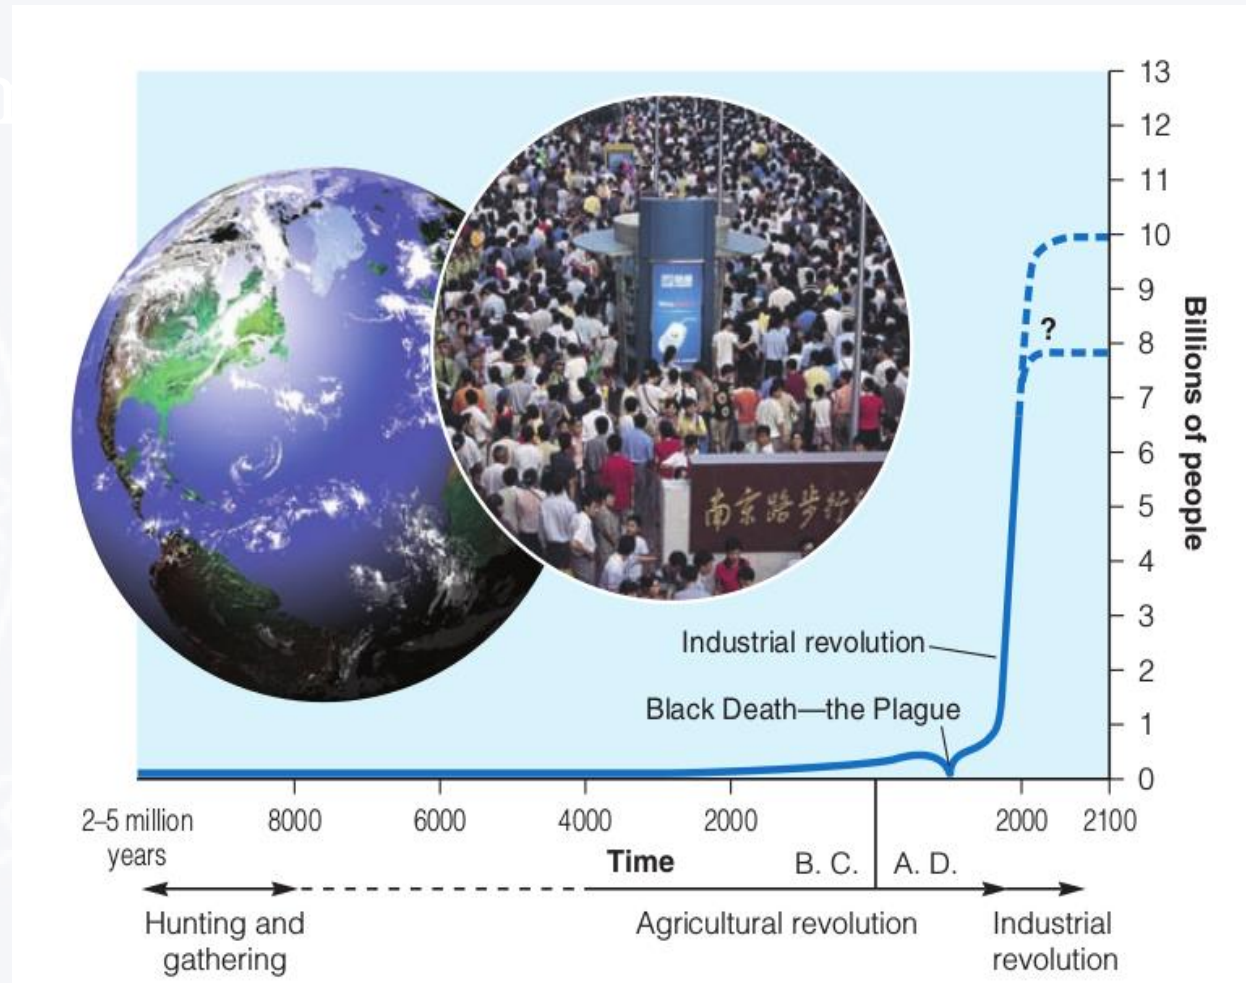 13
12
11
10
9
8
7
6
5
4
3
2
1
0
Billions of people
?
南京路步行
Industrial revolution
Black Death—the Plague
2–5 million
years
8000
6000
4000
2000
2000
2100
Time
B. C.
A. D.
Hunting and
gathering
Agricultural revolution
Industrial
revolution